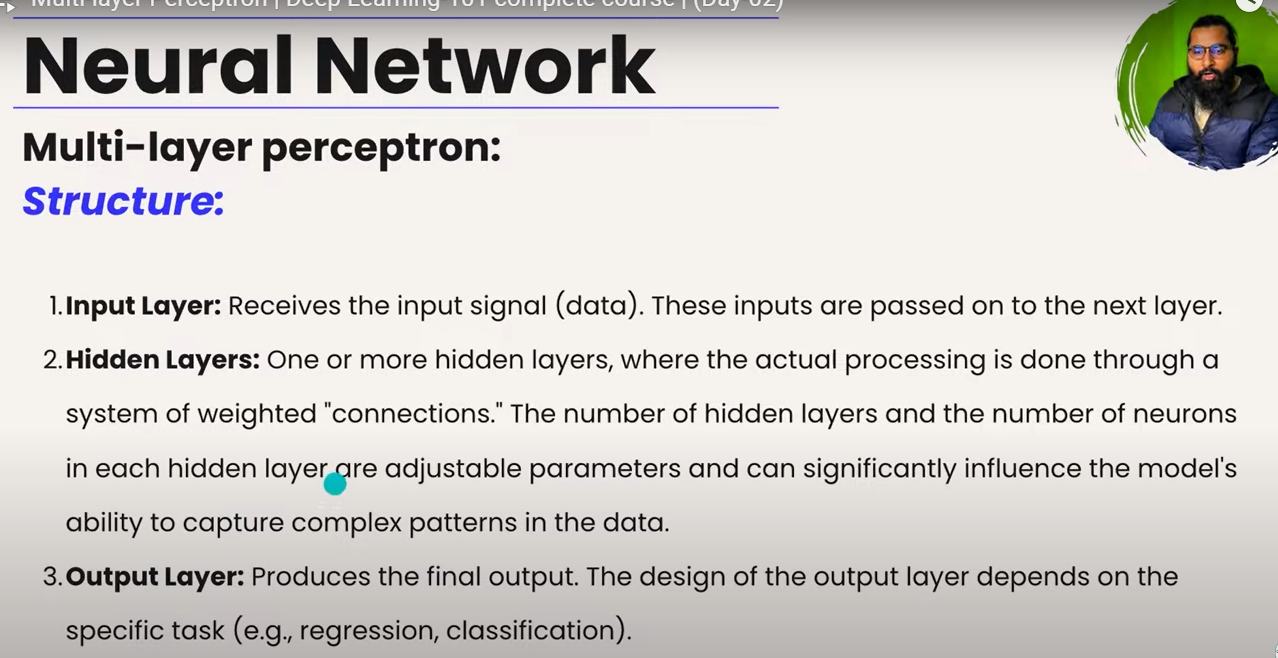 Multi layer Perceptron | Deep Learning 101 complete course | (Day 02)
Neural Network
Multi-layer perceptron:
Structure:
1. Input Layer: Receives the input signal (data). These inputs are passed on to the next layer.
2. Hidden Layers: One or more hidden layers, where the actual processing is done through a
system of weighted "connections." The number of hidden layers and the number of neurons
in each hidden layer are adjustable parameters and can significantly influence the model's
ability to capture complex patterns in the data.
3. Output Layer: Produces the final output. The design of the output layer depends on the
specific task (e.g., regression, classification).